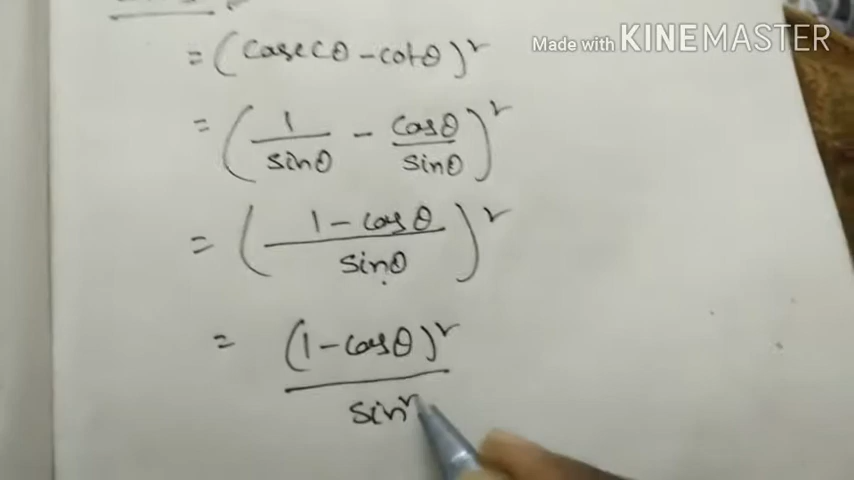 Made with KINEMASTER
= (cosecθ - cotθ)²
= (1/sinθ - cosθ/sinθ)²
= (1 - cosθ/sinθ)²
= (1 - cosθ)²
sin²